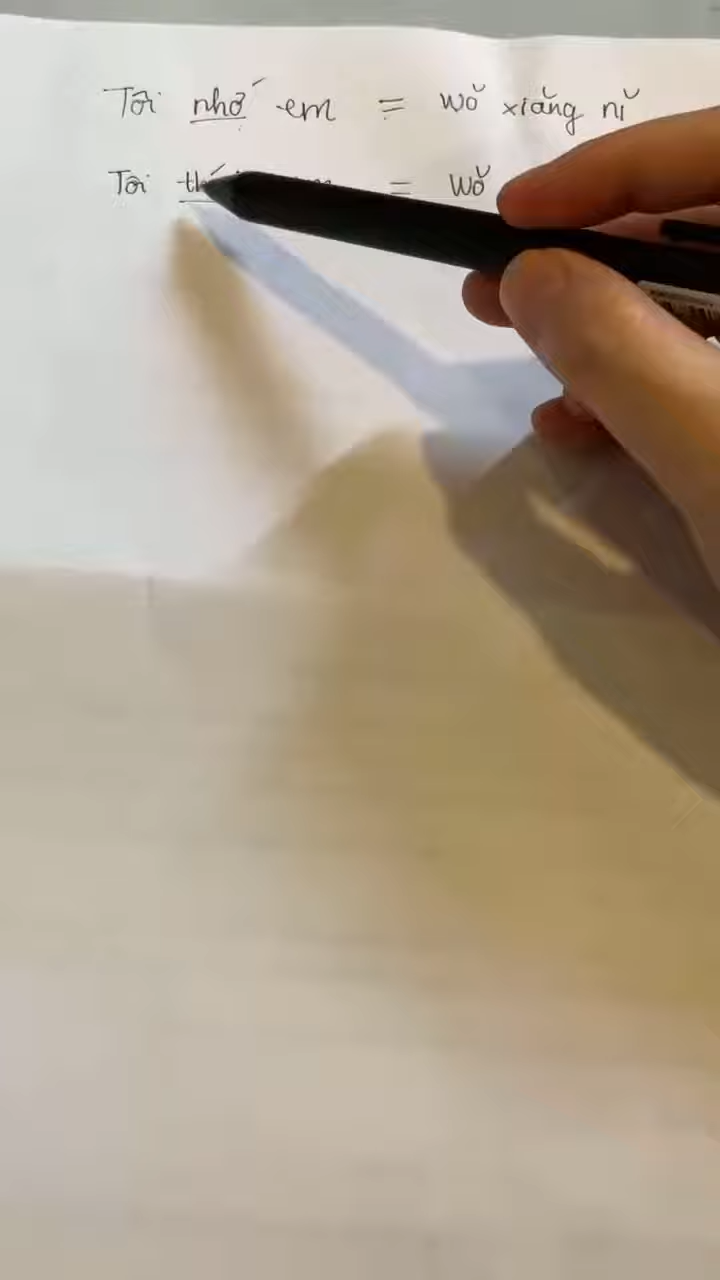 Tôi nhớ em = wǒ xiǎng nǐ
Tôi = wǒ